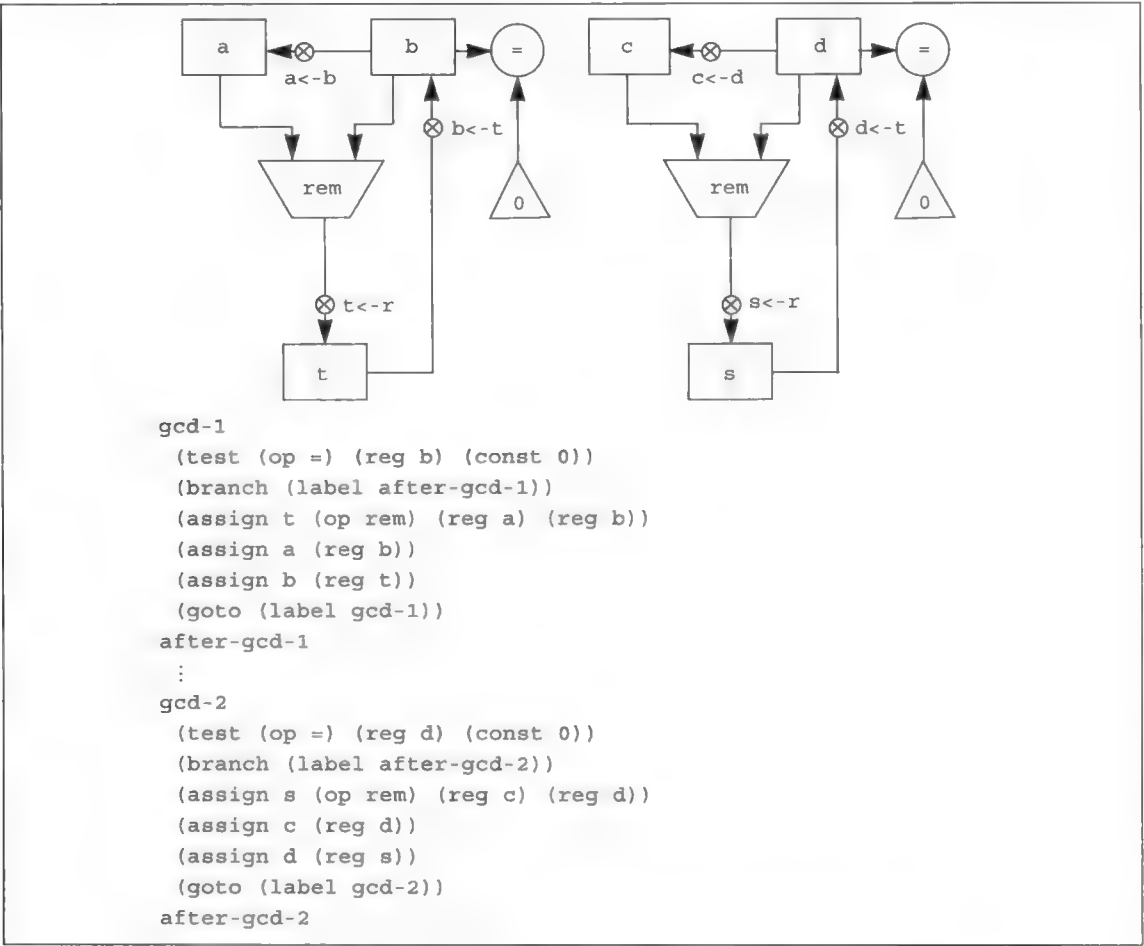 a b = c d =
a<-b c<-d
b<-t d<-t
rem 0 rem 0
t<-r s<-r
t s
gcd-1
(test (op =) (reg b) (const 0))
(branch (label after-gcd-1))
(assign t (op rem) (reg a) (reg b))
(assign a (reg b))
(assign b (reg t))
(goto (label gcd-1))
after-gcd-1
⋮
gcd-2
(test (op =) (reg d) (const 0))
(branch (label after-gcd-2))
(assign s (op rem) (reg c) (reg d))
(assign c (reg d))
(assign d (reg s))
(goto (label gcd-2))
after-gcd-2